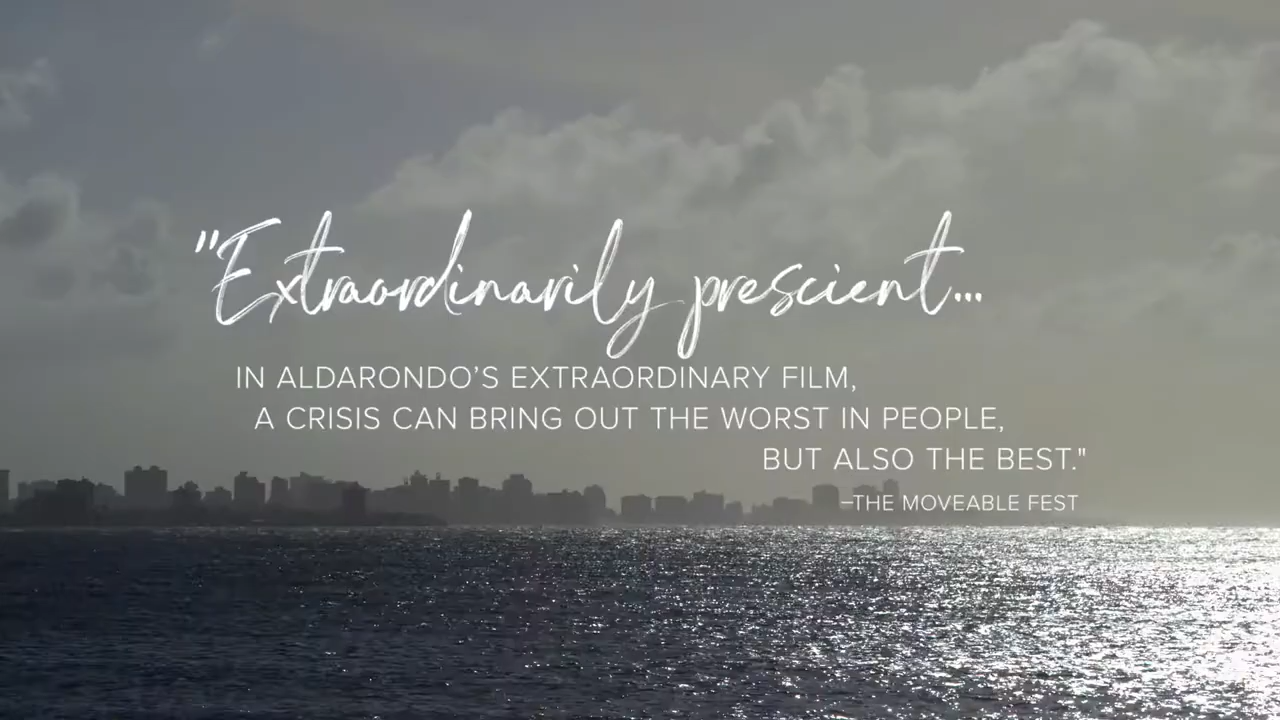 "Extraordinarily prescient...
IN ALDARONDO'S EXTRAORDINARY FILM,
A CRISIS CAN BRING OUT THE WORST IN PEOPLE,
BUT ALSO THE BEST."
–THE MOVEABLE FEST